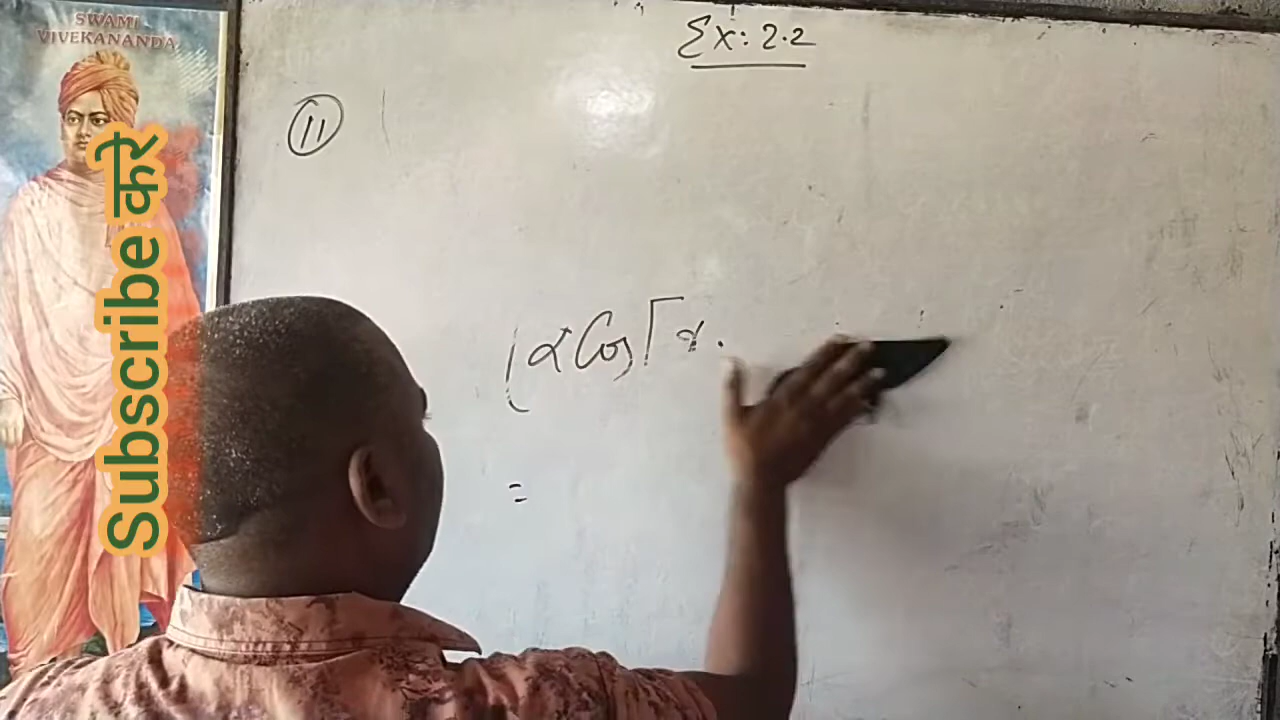 SWAMI
VIVEKANANDA
Subscribe करे
Ex: 2.2
11
=